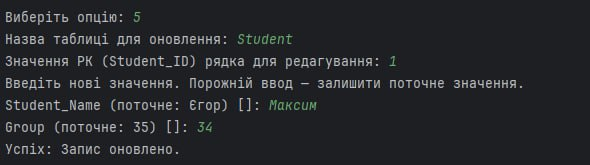 Виберіть опцію: 5
Назва таблиці для оновлення: Student
Значення PK (Student_ID) рядка для редагування: 1
Введіть нові значення. Порожній ввод — залишити поточне значення.
Student_Name (поточне: Єгор) []: Максим
Group (поточне: 35) []: 34
Успіх: Запис оновлено.